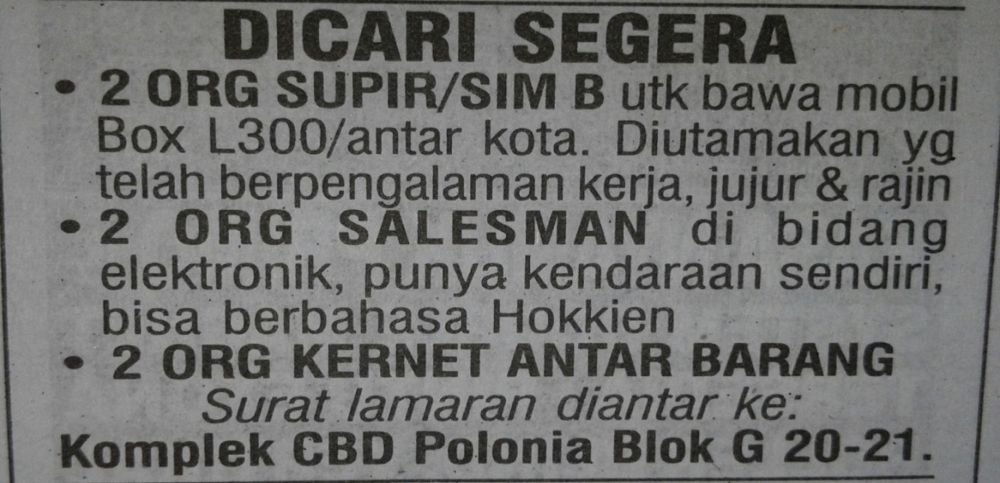 DICARI SEGERA
• 2 ORG SUPIR/SIM B utk bawa mobil
Box L300/antar kota. Diutamakan yg
telah berpengalaman kerja, jujur & rajin
• 2 ORG SALESMAN di bidang
elektronik, punya kendaraan sendiri,
bisa berbahasa Hokkien
• 2 ORG KERNET ANTAR BARANG
Surat lamaran diantar ke:
Komplek CBD Polonia Blok G 20-21.